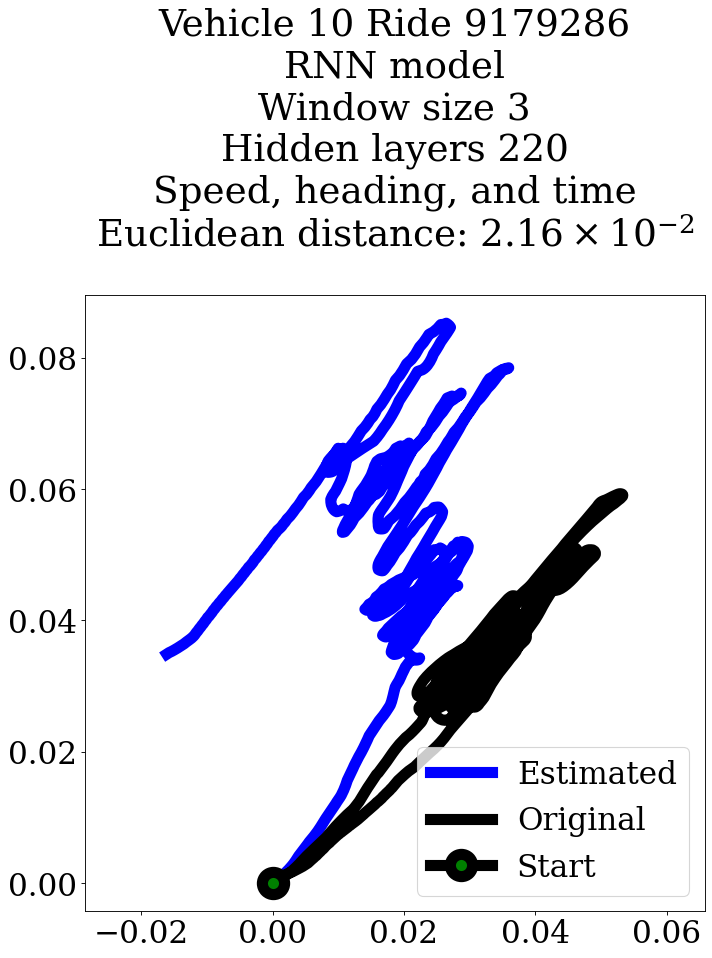 Vehicle 10 Ride 9179286
RNN model
Window size 3
Hidden layers 220
Speed, heading, and time
Euclidean distance: 2.16 × 10⁻²
0.08
0.06
0.04
0.02
0.00
Estimated
Original
Start
−0.02 0.00 0.02 0.04 0.06